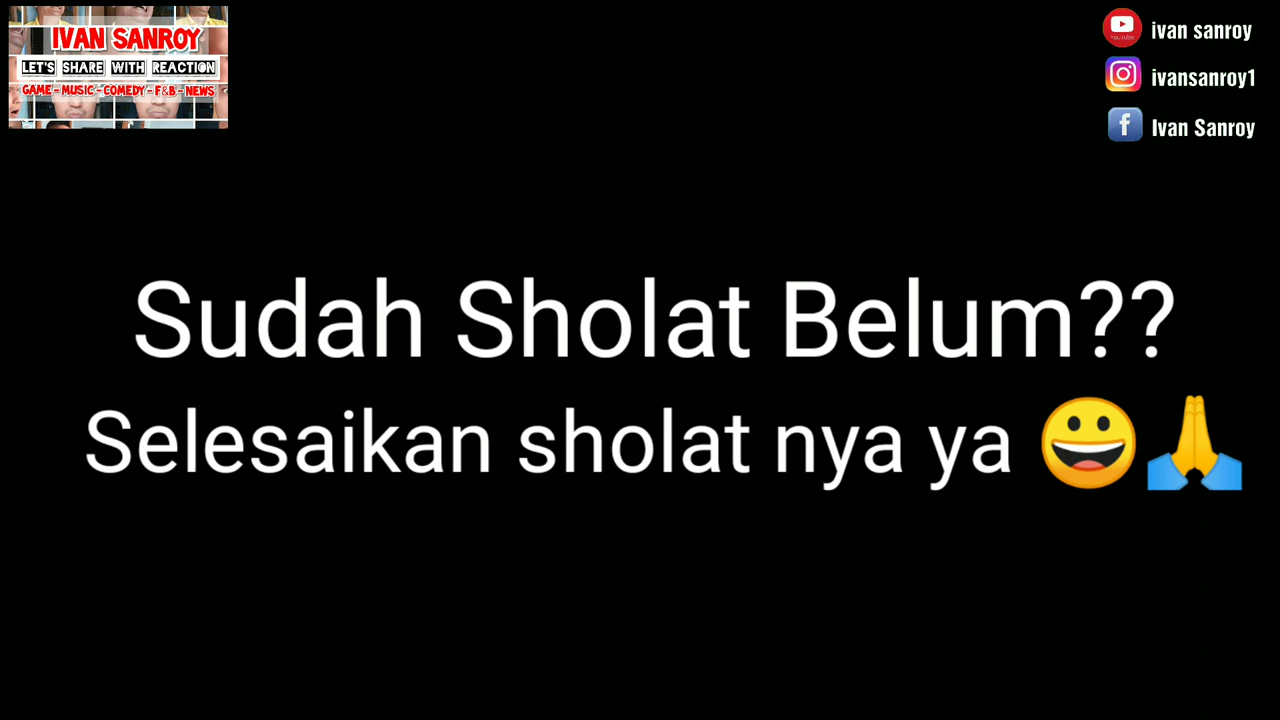 IVAN SANROY
LET'S SHARE WITH REACTION
GAME - MUSIC - COMEDY - F&B - NEWS
YouTube
ivan sanroy
ivansanroy1
Ivan Sanroy
Sudah Sholat Belum??
Selesaikan sholat nya ya 😀🙏